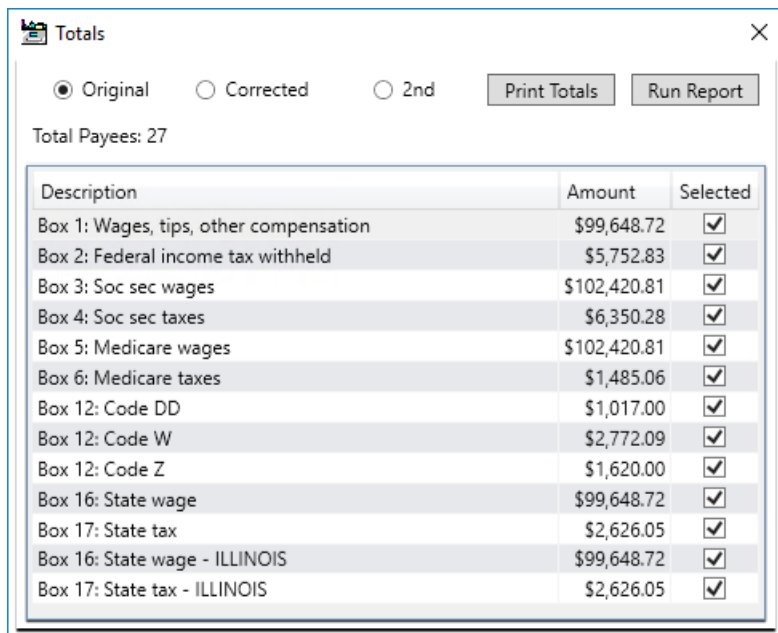 Totals
Original Corrected 2nd Print Totals Run Report
Total Payees: 27
Description Amount Selected
Box 1: Wages, tips, other compensation $99,648.72
Box 2: Federal income tax withheld $5,752.83
Box 3: Soc sec wages $102,420.81
Box 4: Soc sec taxes $6,350.28
Box 5: Medicare wages $102,420.81
Box 6: Medicare taxes $1,485.06
Box 12: Code DD $1,017.00
Box 12: Code W $2,772.09
Box 12: Code Z $1,620.00
Box 16: State wage $99,648.72
Box 17: State tax $2,626.05
Box 16: State wage - ILLINOIS $99,648.72
Box 17: State tax - ILLINOIS $2,626.05